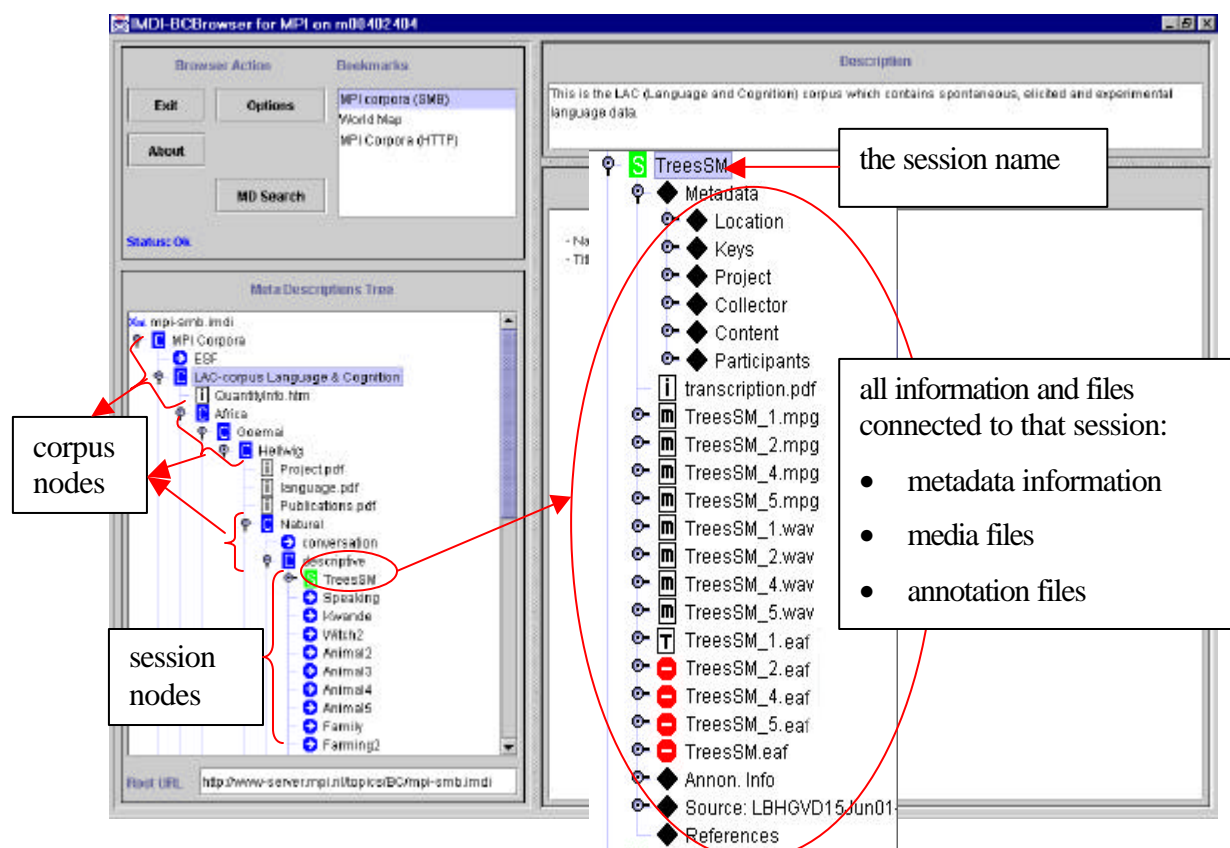 IMDI-BCBrowser for MPI on m00402404
Browser Action
Bookmarks
Exit
Options
About
MD Search
MPI corpora (SMB)
World Map
MPI Corpora (HTTP)
Status: Ok
Description
This is the LAC (Language and Cognition) corpus which contains spontaneous, elicited and experimental
language data.
Meta Descriptions Tree
mpi-smb.imdi
C MPI Corpora
ESF
C LAC-corpus Language & Cognition
i QuantityInfo.htm
C Africa
C Goemai
C Hellwig
i Project.pdf
i language.pdf
i Publications.pdf
C Natural
conversation
C descriptive
S TreesSM
Speaking
Kwande
Witch2
Animal2
Animal3
Animal4
Animal5
Family
Farming2
Root URL
http://www-server.mpi.nl/topics/BC/mpi-smb.imdi
corpus
nodes
session
nodes
- Na
- Titl
S TreesSM
Metadata
Location
Keys
Project
Collector
Content
Participants
i transcription.pdf
m TreesSM_1.mpg
m TreesSM_2.mpg
m TreesSM_4.mpg
m TreesSM_5.mpg
m TreesSM_1.wav
m TreesSM_2.wav
m TreesSM_4.wav
m TreesSM_5.wav
T TreesSM_1.eaf
TreesSM_2.eaf
TreesSM_4.eaf
TreesSM_5.eaf
TreesSM.eaf
Annon. Info
Source: LBHGVD15Jun01-
References
the session name
all information and files
connected to that session:
• metadata information
• media files
• annotation files